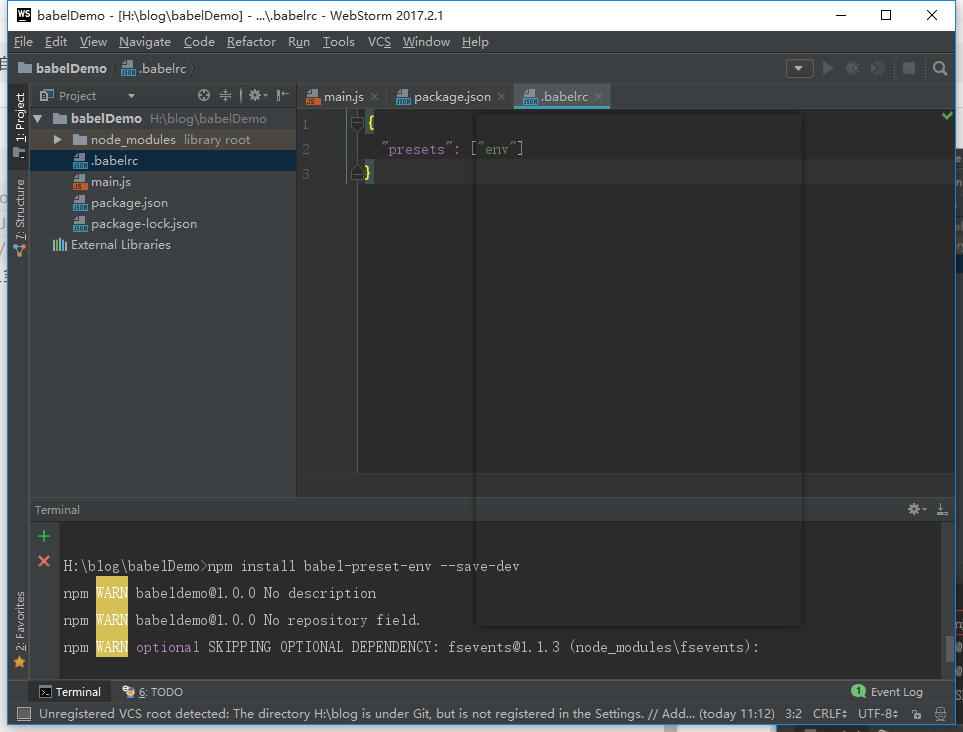 WS babelDemo - [H:\blog\babelDemo] - ...\.babelrc - WebStorm 2017.2.1
File Edit View Navigate Code Refactor Run Tools VCS Window Help
babelDemo .babelrc
1: Project
Project
main.js package.json .babelrc
babelDemo H:\blog\babelDemo
node_modules library root
.babelrc
main.js
package.json
package-lock.json
External Libraries
7: Structure
1 {
2 "presets": ["env"]
3 }
Terminal
H:\blog\babelDemo>npm install babel-preset-env --save-dev
npm WARN babeldemo@1.0.0 No description
npm WARN babeldemo@1.0.0 No repository field.
npm WARN optional SKIPPING OPTIONAL DEPENDENCY: fsevents@1.1.3 (node_modules\fsevents):
2: Favorites
Terminal 6: TODO 1 Event Log
Unregistered VCS root detected: The directory H:\blog is under Git, but is not registered in the Settings. // Add... (today 11:12) 3:2 CRLF UTF-8